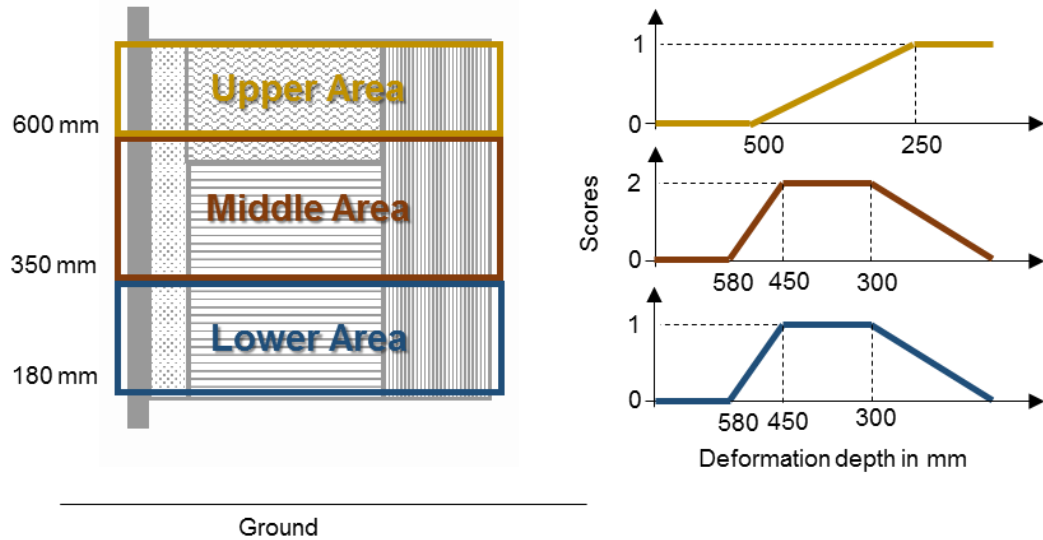 Upper Area
600 mm
Middle Area
350 mm
Lower Area
180 mm
Ground
Scores
1
0
500 250
2
0
580 450 300
1
0
580 450 300
Deformation depth in mm